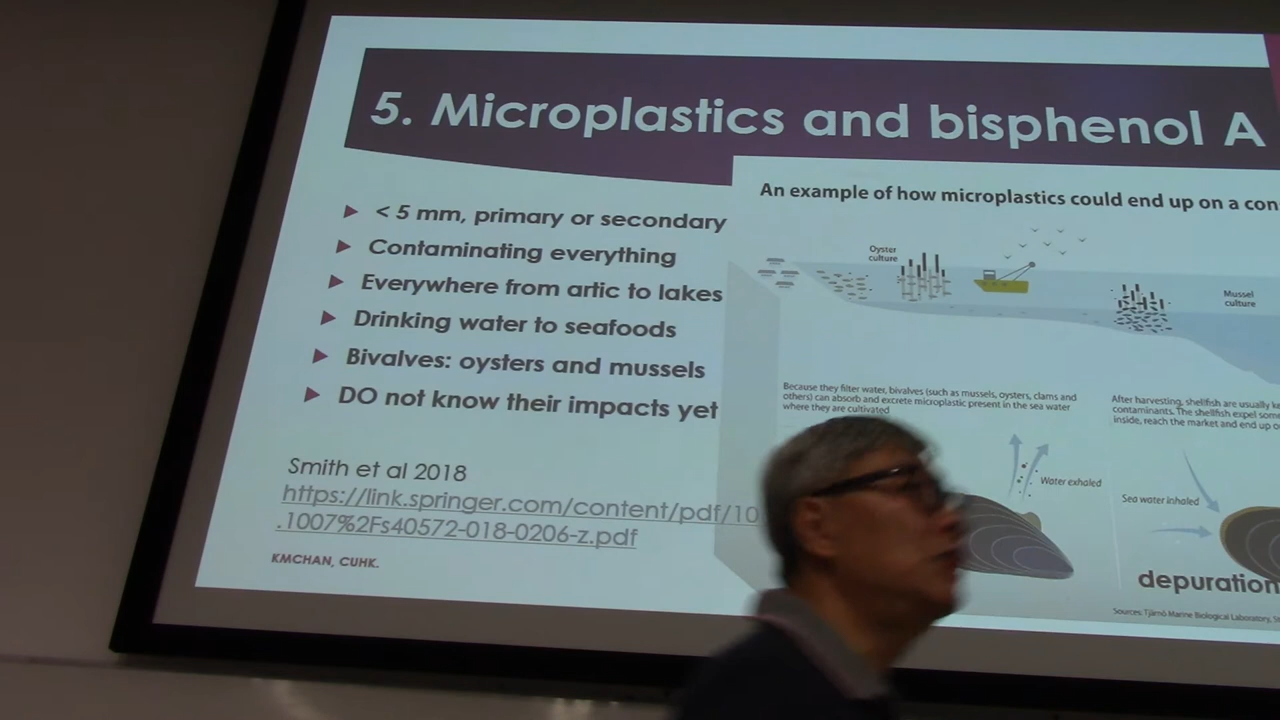 5. Microplastics and bisphenol A
< 5 mm, primary or secondary
Contaminating everything
Everywhere from artic to lakes
Drinking water to seafoods
Bivalves: oysters and mussels
DO not know their impacts yet
Smith et al 2018
https://link.springer.com/content/pdf/10
.1007%2Fs40572-018-0206-z.pdf
KMCHAN, CUHK.
An example of how microplastics could end up on a con
Oyster
culture
Mussel
culture
Because they filter water, bivalves (such as mussels, oysters, clams and
others) can absorb and excrete microplastic present in the sea water
where they are cultivated
Water exhaled
After harvesting, shellfish are usually
contaminants. The shellfish expel
inside, reach the market and end up
Sea water inhaled
depuration
Sources: Tjärnö Marine Biological Laboratory,